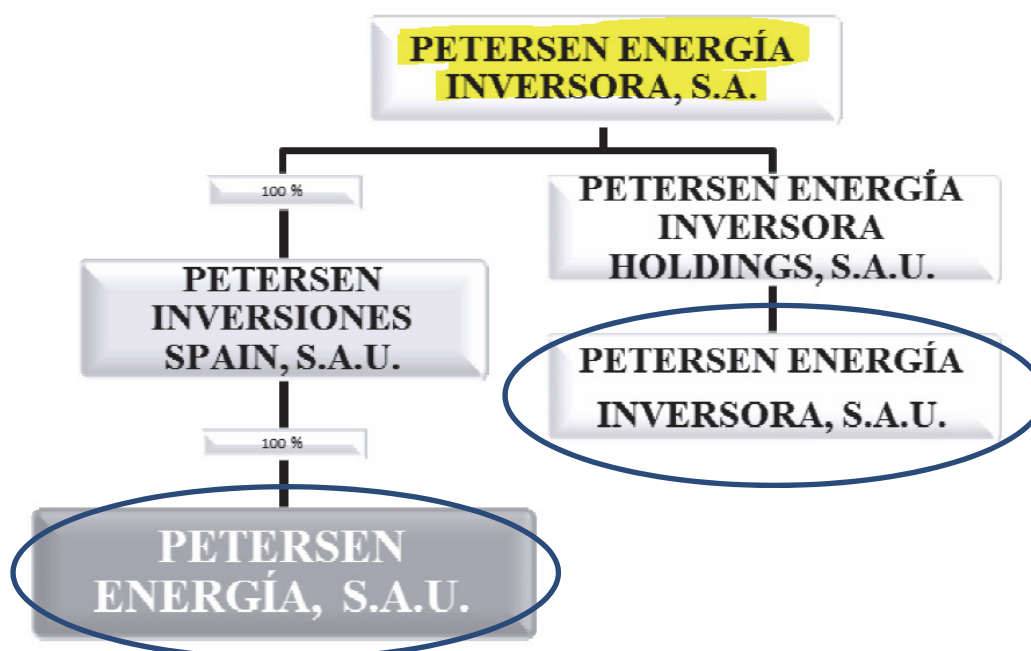 PETERSEN ENERGÍA
INVERSORA, S.A.
100 %
PETERSEN ENERGÍA
INVERSORA
HOLDINGS, S.A.U.
PETERSEN
INVERSIONES
SPAIN, S.A.U.
PETERSEN ENERGÍA
INVERSORA, S.A.U.
100 %
PETERSEN
ENERGÍA, S.A.U.